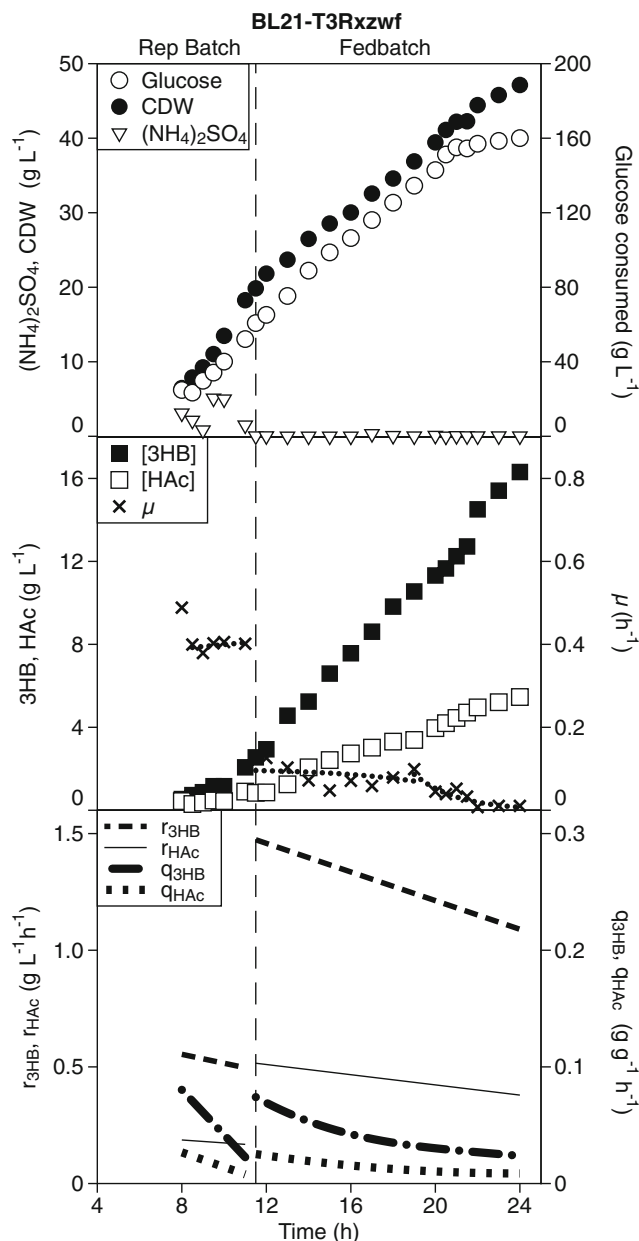 BL21-T3Rxzwf
Rep Batch Fedbatch
50 200
Glucose
CDW
(NH4)2SO4
40 160
30 120
20 80
10 40
0 0
(NH4)2SO4, CDW (g L-1)
Glucose consumed (g L-1)
[3HB]
[HAc]
μ
16 0.8
12 0.6
8 0.4
4 0.2
0 0
3HB, HAc (g L-1)
μ (h-1)
r3HB
rHAc
q3HB
qHAc
1.5 0.3
1.0 0.2
0.5 0.1
0 0
r3HB, rHAc (g L-1h-1)
q3HB, qHAc (g g-1 h-1)
4 8 12 16 20 24
Time (h)